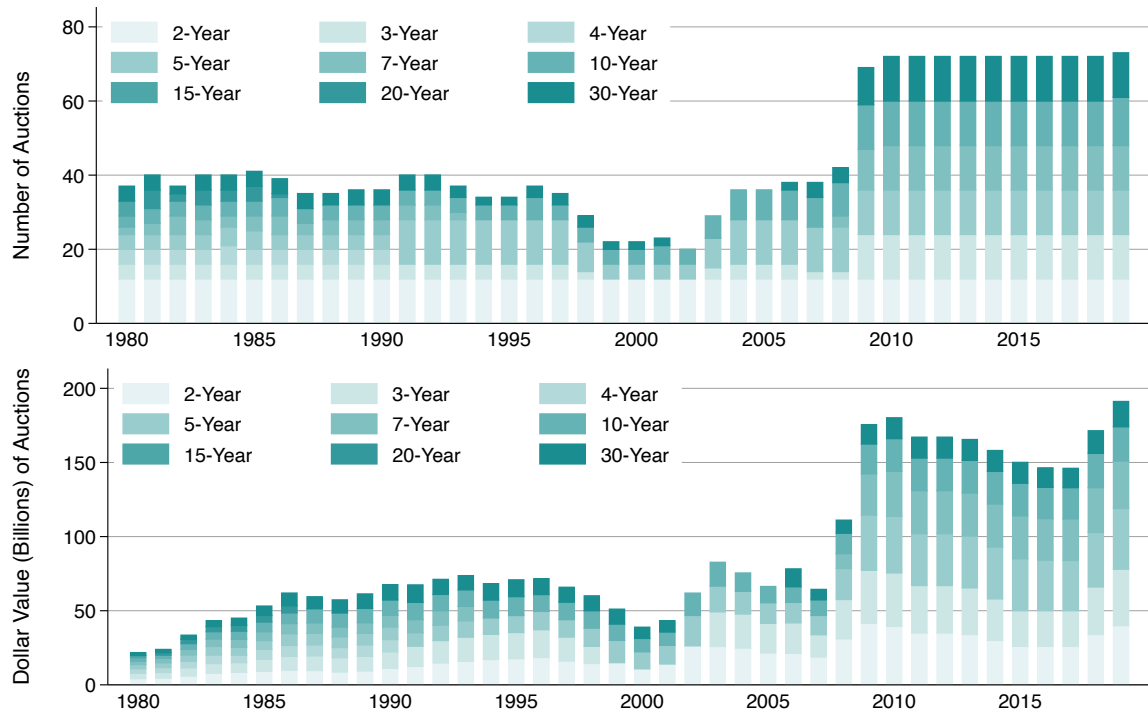 Number of Auctions
80
60
40
20
0
2-Year 3-Year 4-Year
5-Year 7-Year 10-Year
15-Year 20-Year 30-Year
1980 1985 1990 1995 2000 2005 2010 2015
Dollar Value (Billions) of Auctions
200
150
100
50
0
2-Year 3-Year 4-Year
5-Year 7-Year 10-Year
15-Year 20-Year 30-Year
1980 1985 1990 1995 2000 2005 2010 2015